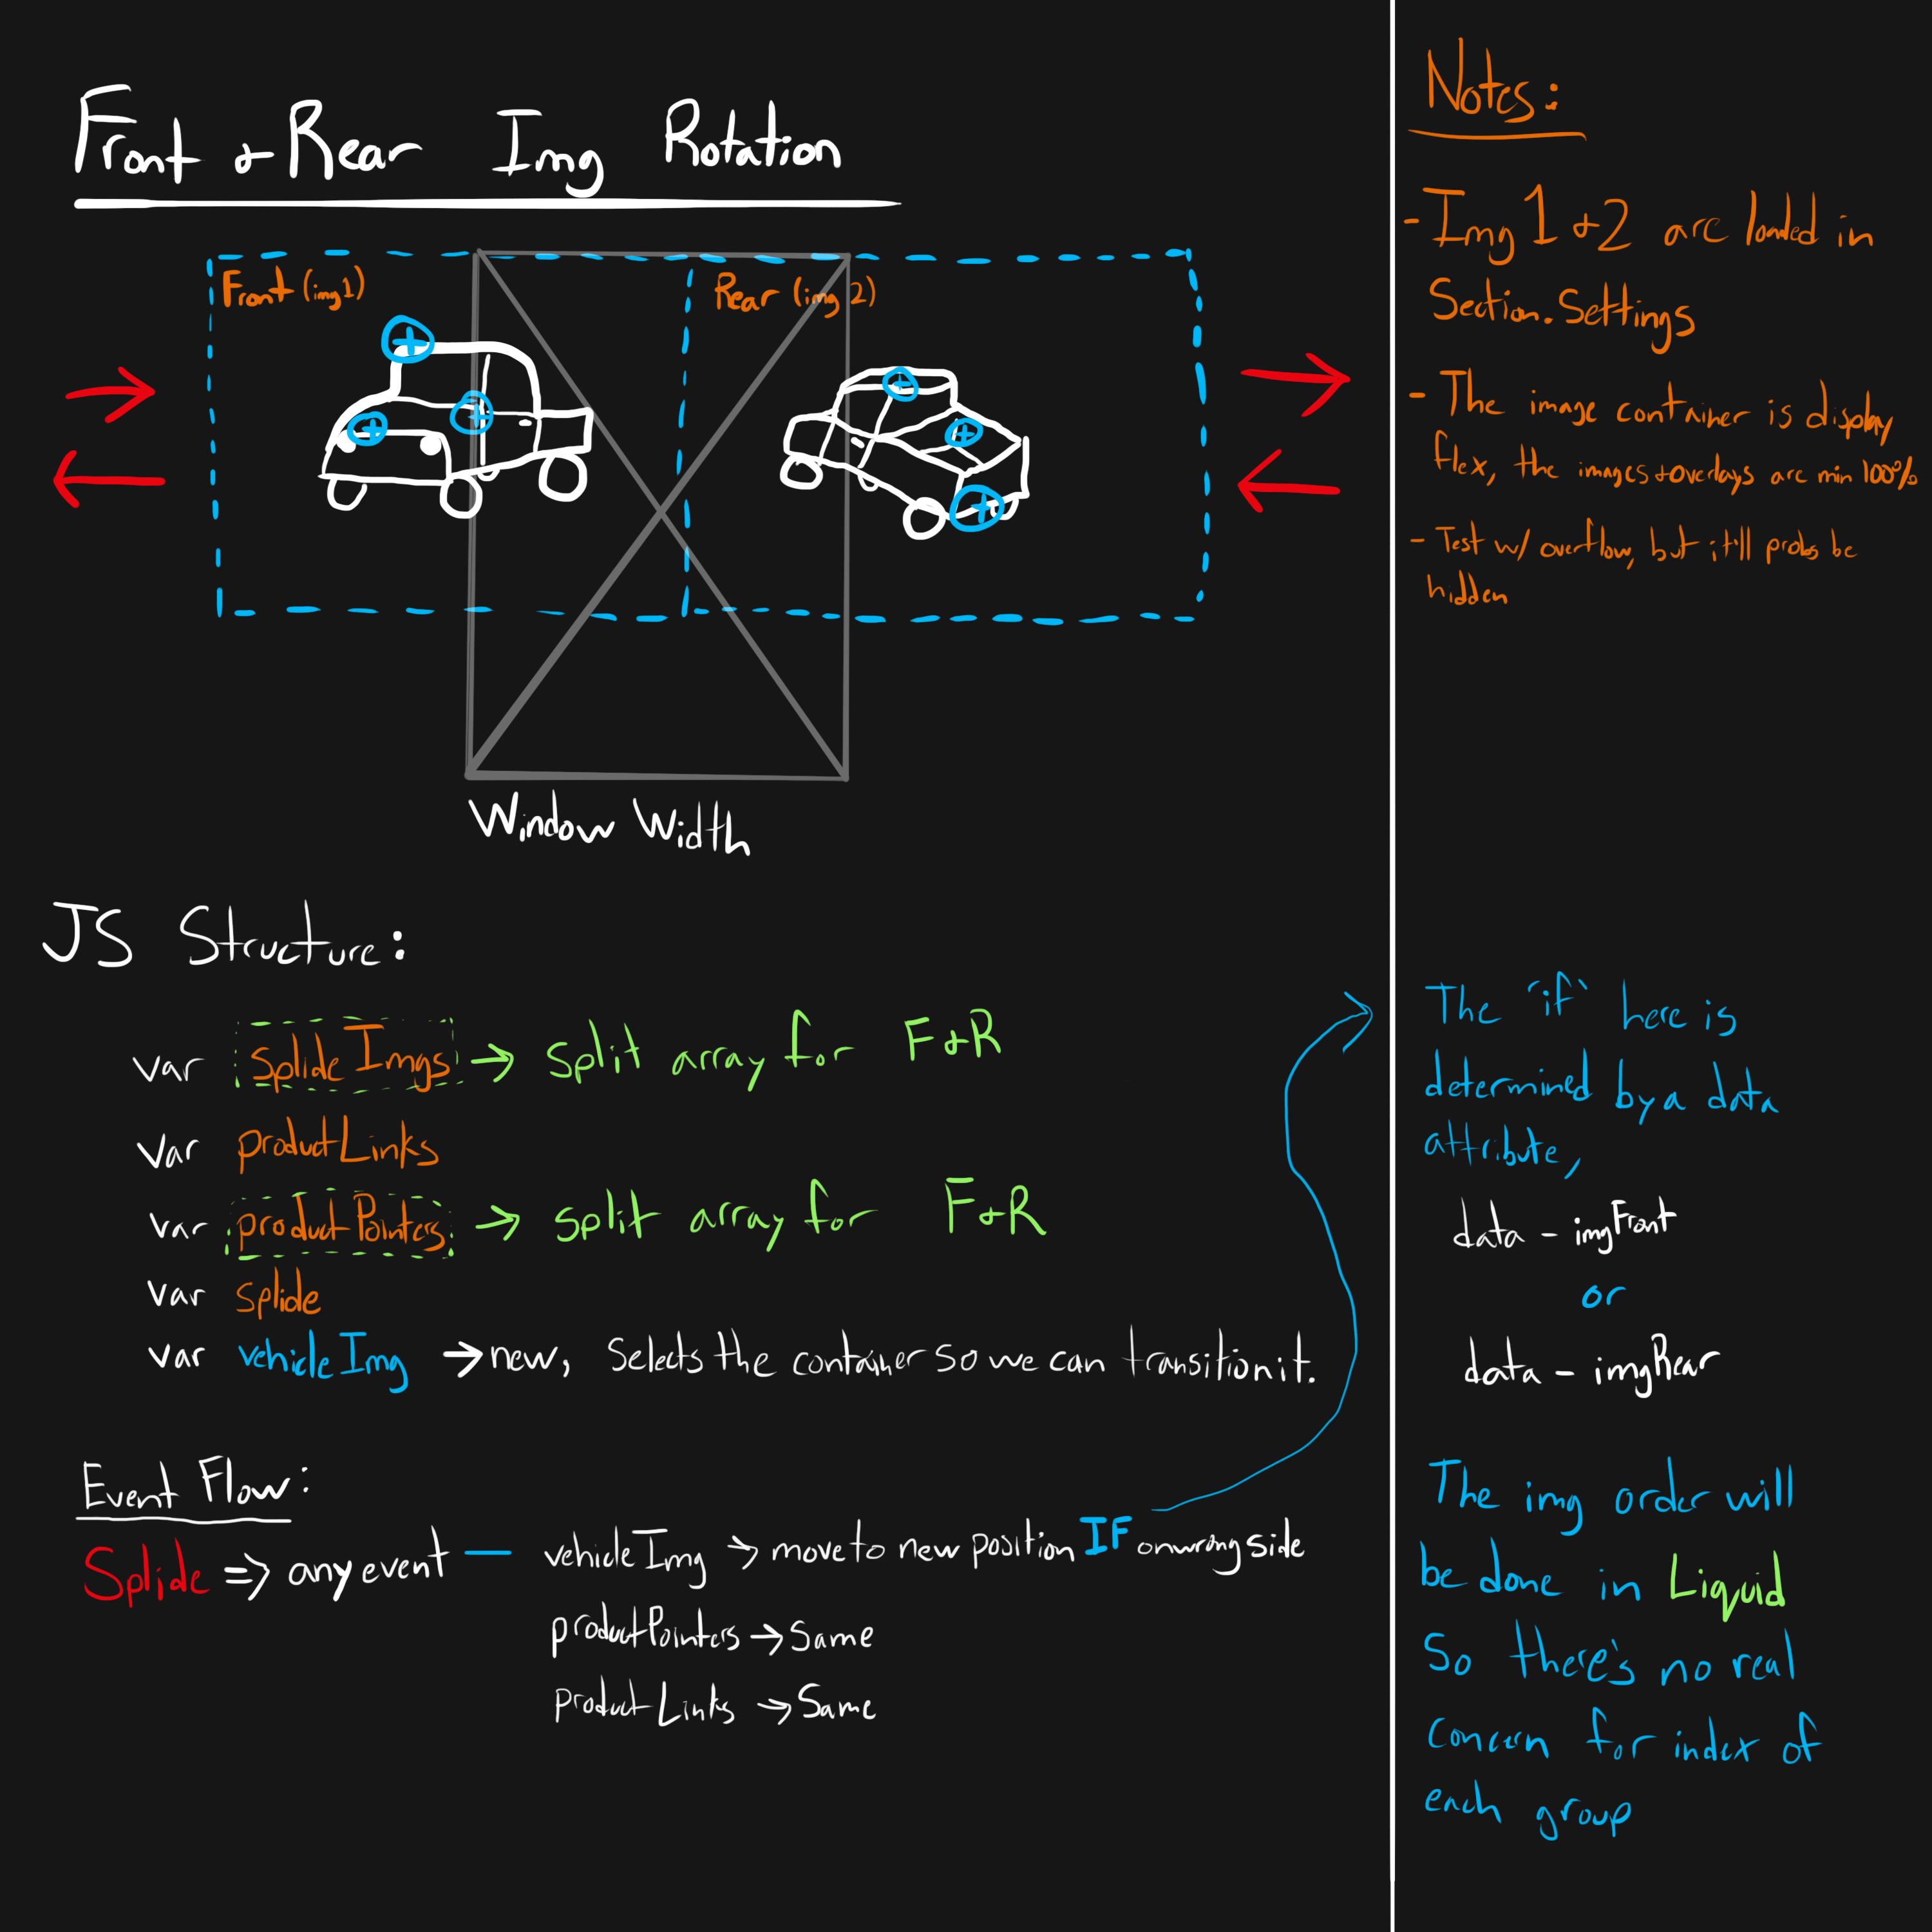 Front & Rear Img Rotation
Front (img 1)
Rear (img 2)
Window Width
JS Structure:
var splideImgs → split array for F&R
var productLinks
var productPointers → split array for F&R
var splide
var vehicleImg → new, Selects the container so we can transition it.
Event Flow:
Splide ⇒ any event — vehicleImg → move to new position IF on wrong side
productPointers → Same
productLinks → Same
Notes:
- Img 1 & 2 are loaded in
Section.Settings
- The image container is display
flex, the images & overlays are min 100%.
- Test w/ overflow, but it'll probs be
hidden
The 'if' here is
determined by a data
attribute,
data - imgFront
or
data - imgRear
The img order will
be done in Liquid
So there's no real
concern for index of
each group